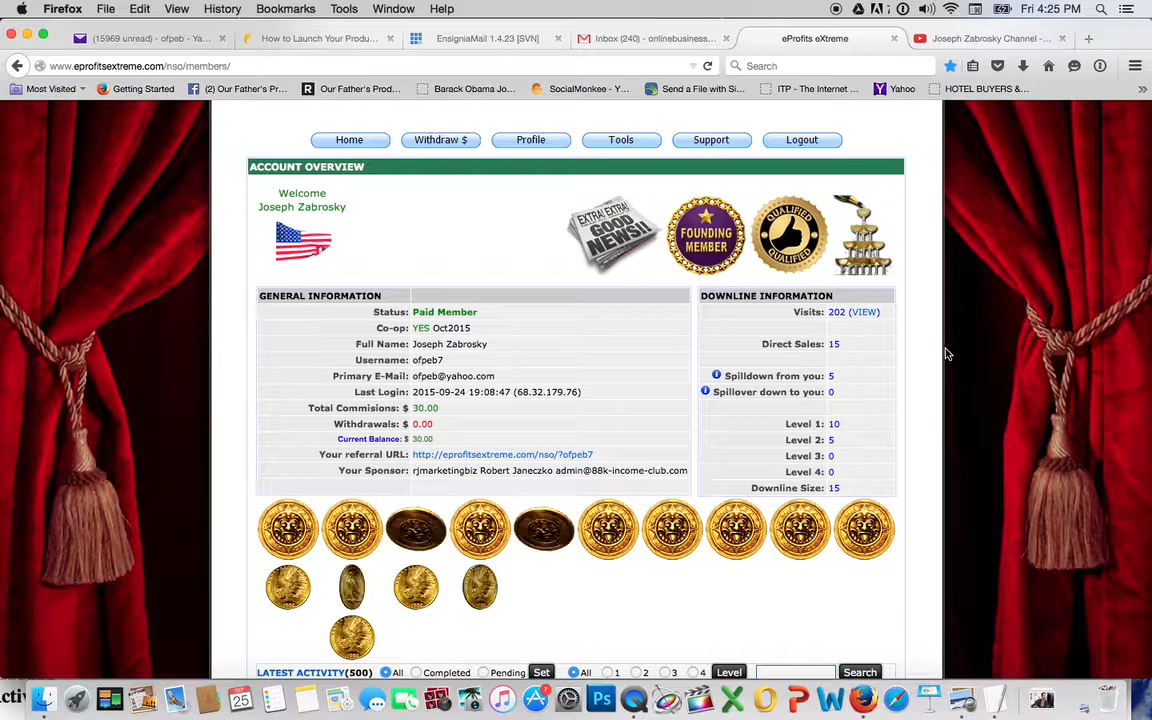 Firefox File Edit View History Bookmarks Tools Window Help Fri 4:25 PM
(15969 unread) - ofpeb - Ya... How to Launch Your Produ... EnsigniaMail 1.4.23 [SVN] Inbox (240) - onlinebusiness... eProfits eXtreme Joseph Zabrosky Channel -...
www.eprofitsextreme.com/nso/members/ Search
Most Visited Getting Started (2) Our Father's Pr... Our Father's Prod... Barack Obama Jo... SocialMonkee - Y... Send a File with Si... ITP - The Internet ... Yahoo HOTEL BUYERS &...
Home Withdraw $ Profile Tools Support Logout
ACCOUNT OVERVIEW
Welcome
Joseph Zabrosky
EXTRA! EXTRA!
GOOD
NEWS!!
FOUNDING
MEMBER
QUALIFIED
QUALIFIED
GENERAL INFORMATION
Status: Paid Member
Co-op: YES Oct2015
Full Name: Joseph Zabrosky
Username: ofpeb7
Primary E-Mail: ofpeb@yahoo.com
Last Login: 2015-09-24 19:08:47 (68.32.179.76)
Total Commisions: $ 30.00
Withdrawals: $ 0.00
Current Balance: $ 30.00
Your referral URL: http://eprofitsextreme.com/nso/?ofpeb7
Your Sponsor: rjmarketingbiz Robert Janeczko admin@88k-income-club.com
DOWNLINE INFORMATION
Visits: 202 (VIEW)
Direct Sales: 15
Spilldown from you: 5
Spillover down to you: 0
Level 1: 10
Level 2: 5
Level 3: 0
Level 4: 0
Downline Size: 15
LATEST ACTIVITY(500) All Completed Pending Set All 1 2 3 4 Level Search
SEP
25